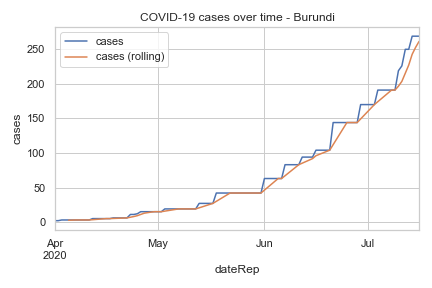 COVID-19 cases over time - Burundi
cases
cases (rolling)
250
200
150
100
50
0
cases
Apr
2020
May
Jun
Jul
dateRep